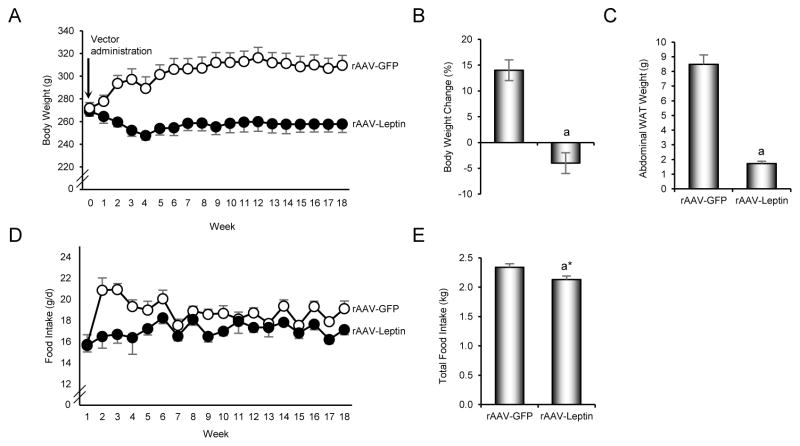 A
Body Weight (g)
340
320
300
280
260
240
220
0
Vector
administration
rAAV-GFP
rAAV-Leptin
0 1 2 3 4 5 6 7 8 9 10 11 12 13 14 15 16 17 18
Week
B
Body Weight Change (%)
20
15
10
5
0
-5
-10
a
C
Abdominal WAT Weight (g)
10
9
8
7
6
5
4
3
2
1
0
a
rAAV-GFP rAAV-Leptin
D
Food Intake (g/d)
24
22
20
18
16
14
12
0
rAAV-GFP
rAAV-Leptin
1 2 3 4 5 6 7 8 9 10 11 12 13 14 15 16 17 18
Week
E
Total Food Intake (kg)
2.5
2.0
1.5
1.0
0.5
0.0
a*
rAAV-GFP rAAV-Leptin